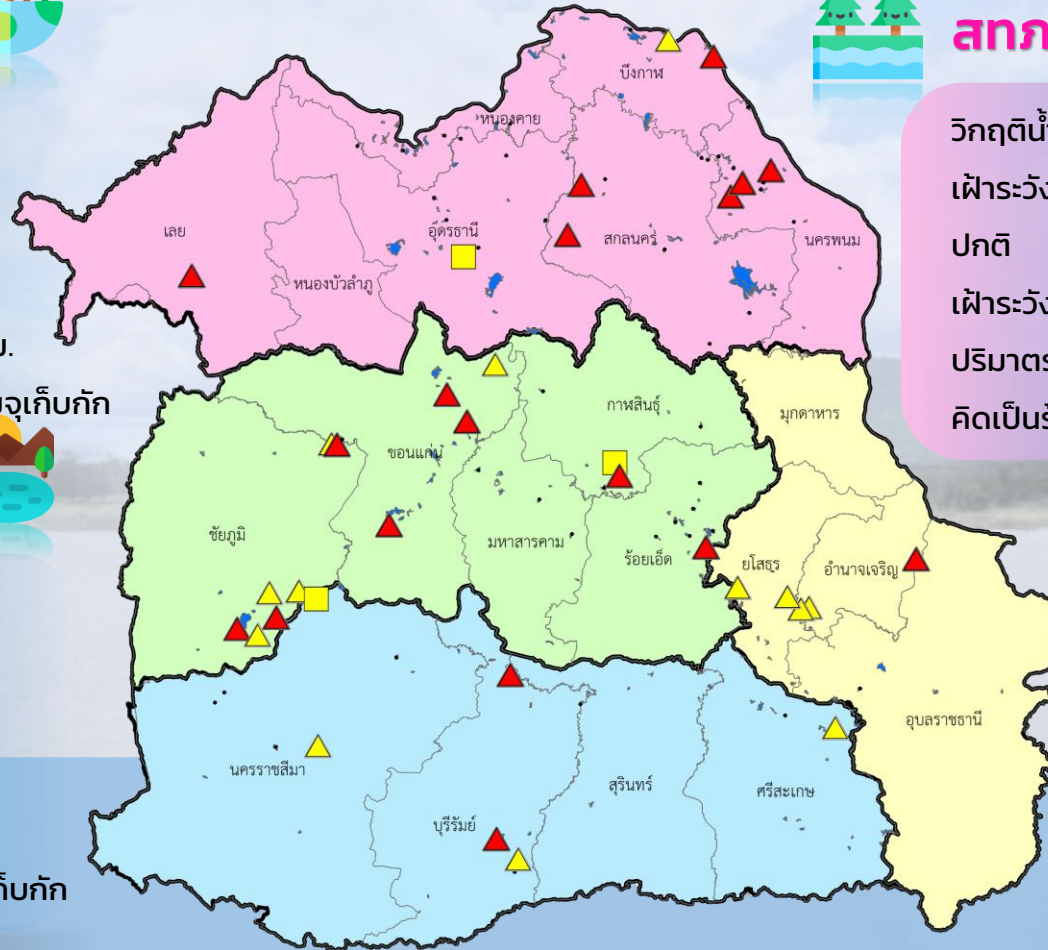 สทภ
วิกฤติน้ำ
เฝ้าระวัง
ปกติ
เฝ้าระวัง
ปริมาตร
คิดเป็นร้
ม.
จุเก็บกัก
ก็บกัก
บึงกาฬ
หนองคาย
เลย
อุดรธานี
สกลนคร
นครพนม
หนองบัวลำภู
กาฬสินธุ์
มุกดาหาร
ขอนแก่น
ชัยภูมิ
มหาสารคาม
ร้อยเอ็ด
ยโสธร
อำนาจเจริญ
อุบลราชธานี
นครราชสีมา
สุรินทร์
ศรีสะเกษ
บุรีรัมย์